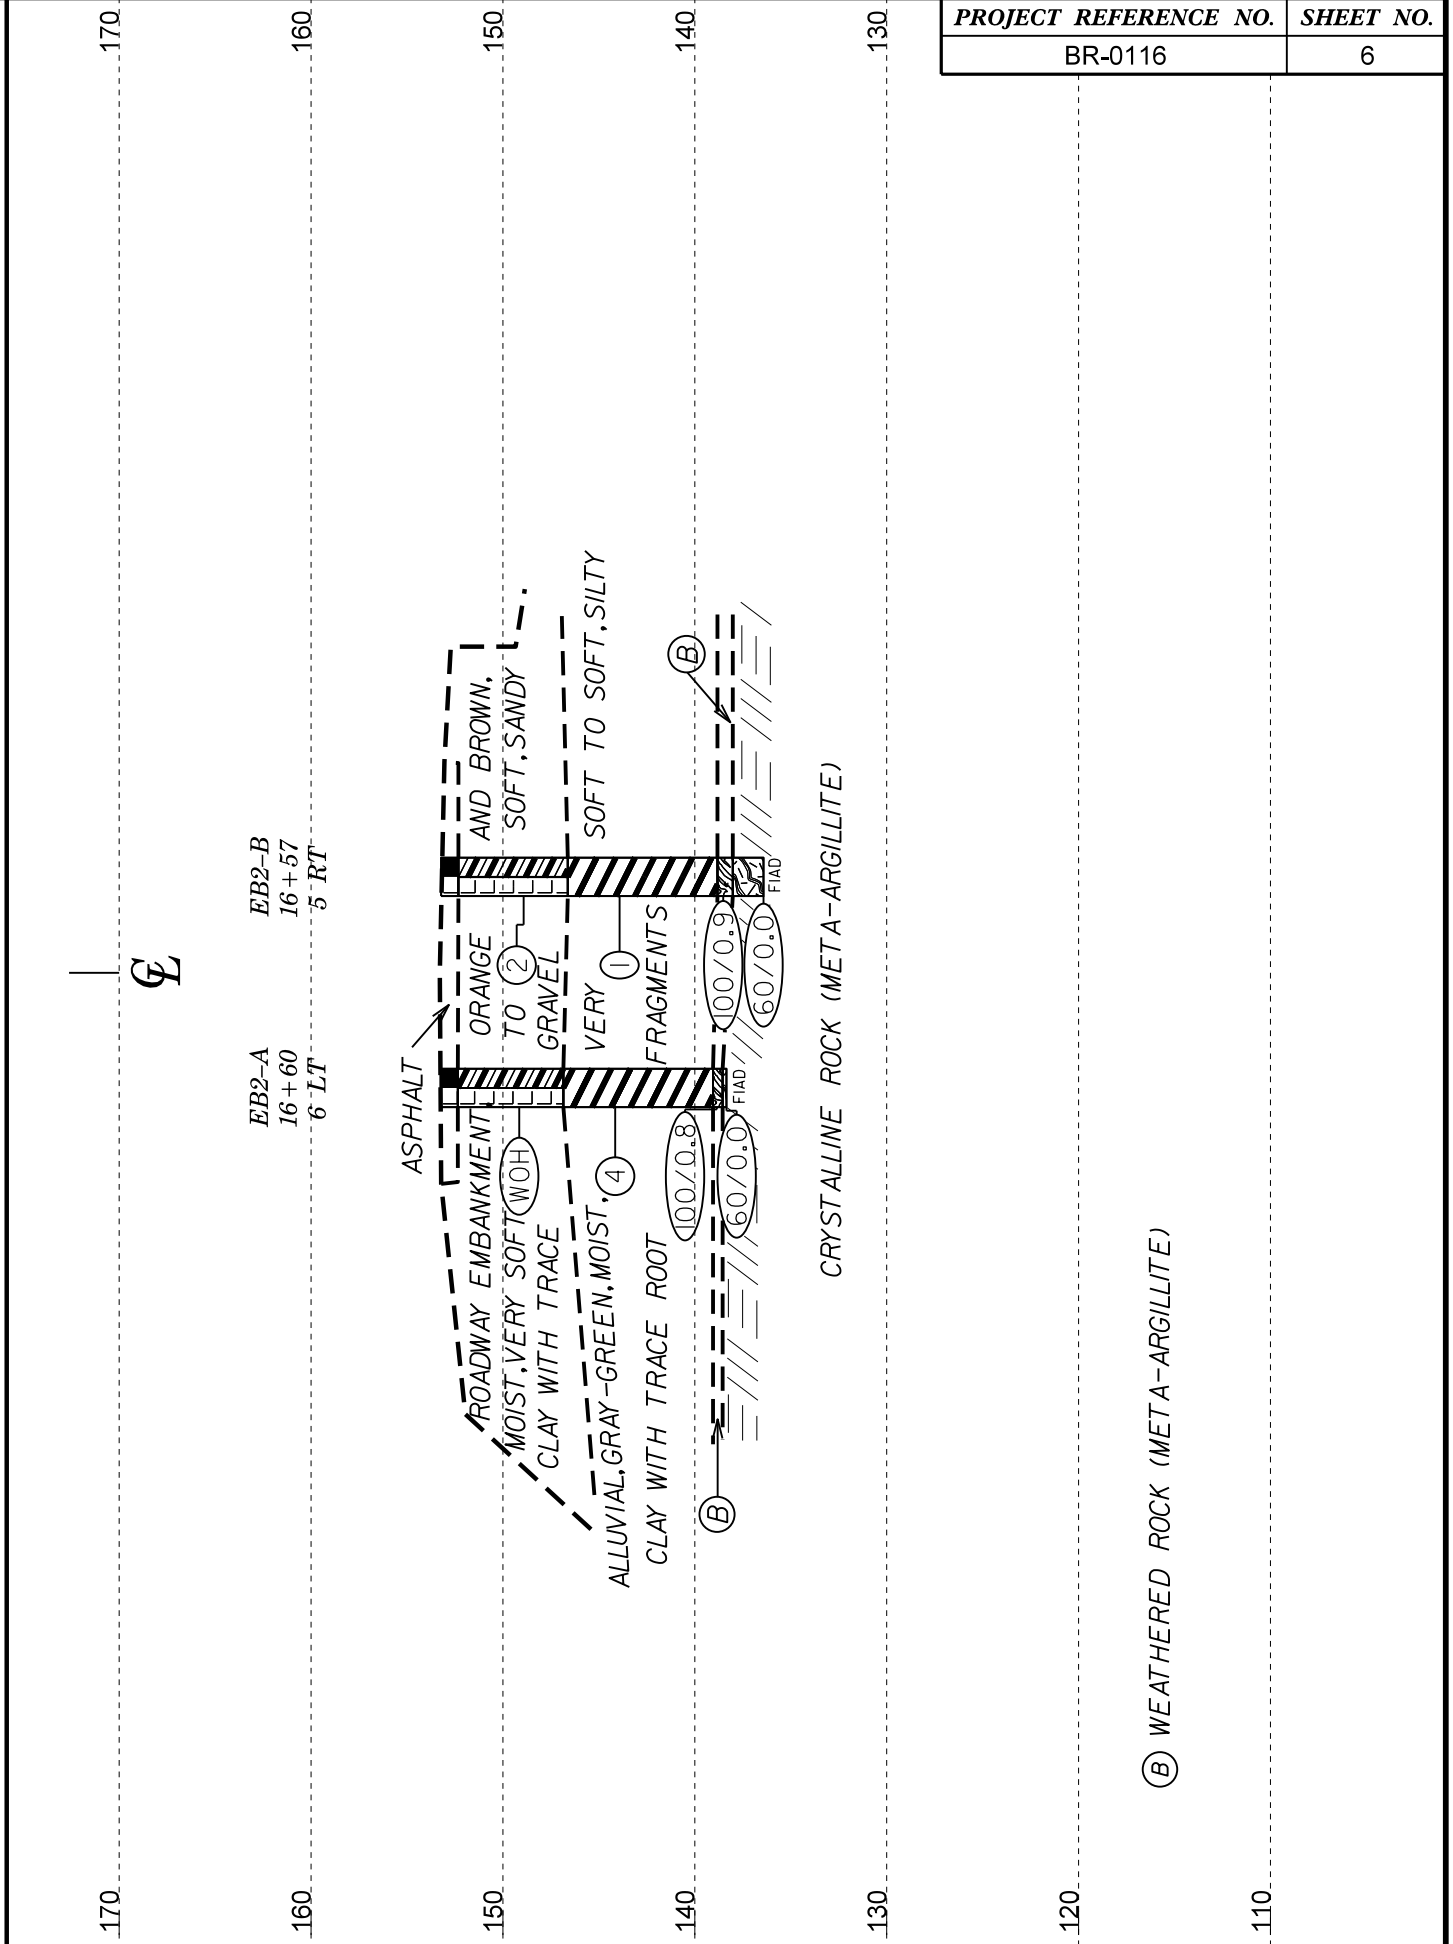 PROJECT REFERENCE NO. SHEET NO.
BR-0116 6
170 170
160 160
150 150
140 140
130 130
120
110
℄
EB2-A
16+60
6 LT
EB2-B
16+57
5 RT
ASPHALT
ROADWAY EMBANKMENT, ORANGE AND BROWN,
MOIST, VERY SOFT TO SOFT, SANDY
CLAY WITH TRACE GRAVEL
WOH 2
ALLUVIAL, GRAY-GREEN, MOIST, VERY SOFT TO SOFT, SILTY
CLAY WITH TRACE ROOT FRAGMENTS
4 1
100/0.8 100/0.9
60/0.0 60/0.0
FIAD FIAD
B B
CRYSTALLINE ROCK (META-ARGILLITE)
B WEATHERED ROCK (META-ARGILLITE)